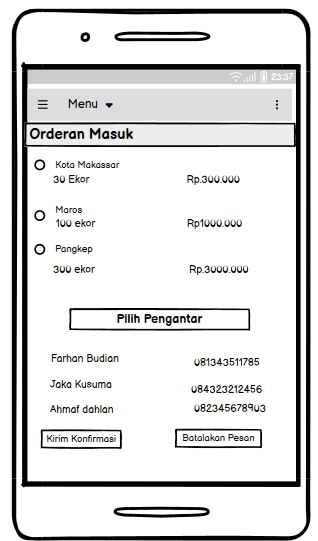 23:37
Menu
Orderan Masuk
Kota Makassar
30 Ekor Rp.300.000
Maros
100 ekor Rp1000.000
Pangkep
300 ekor Rp.3000.000
Pilih Pengantar
Farhan Budian 081343511785
Jaka Kusuma 084323212456
Ahmaf dahlan 082345678903
Kirim Konfirmasi Batalakan Pesan